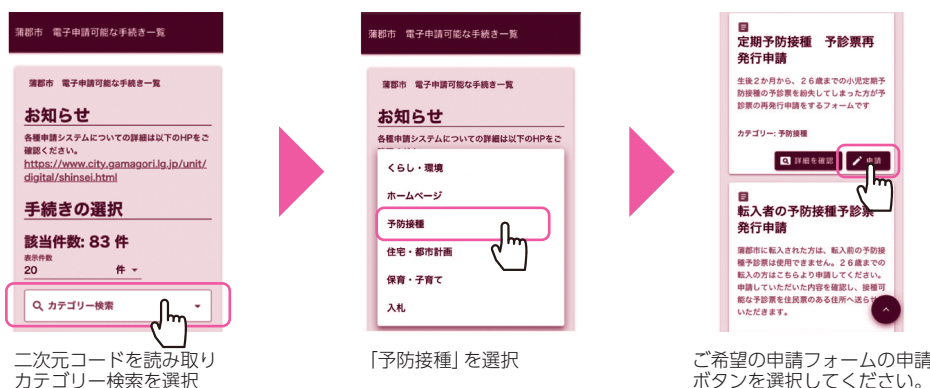 蒲郡市　電子申請可能な手続き一覧
蒲郡市　電子申請可能な手続き一覧
お知らせ
各種申請システムについての詳細は以下のHPをご
確認ください。
https://www.city.gamagori.lg.jp/unit/
digital/shinsei.html
手続きの選択
該当件数: 83 件
表示件数
20 件
カテゴリー検索
二次元コードを読み取り
カテゴリー検索を選択
蒲郡市　電子申請可能な手続き一覧
蒲郡市　電子申請可能な手続き一覧
お知らせ
各種申請システムについての詳細は以下のHPをご
くらし・環境
ホームページ
予防接種
住宅・都市計画
保育・子育て
入札
「予防接種」を選択
定期予防接種　予診票再
発行申請
生後2か月から、26歳までの小児定期予
防接種の予診票を紛失してしまった方が予
診票の再発行申請をするフォームです
カテゴリー: 予防接種
詳細を確認 申請
転入者の予防接種予診票
発行申請
蒲郡市に転入された方は、転入前の予防接
種予診票は使用できません。26歳までの
転入の方はこちらより申請してください。
申請していただいた内容を確認し、接種可
能な予診票を住民票のある住所へ送らせ
いただきます。
ご希望の申請フォームの申請
ボタンを選択してください。